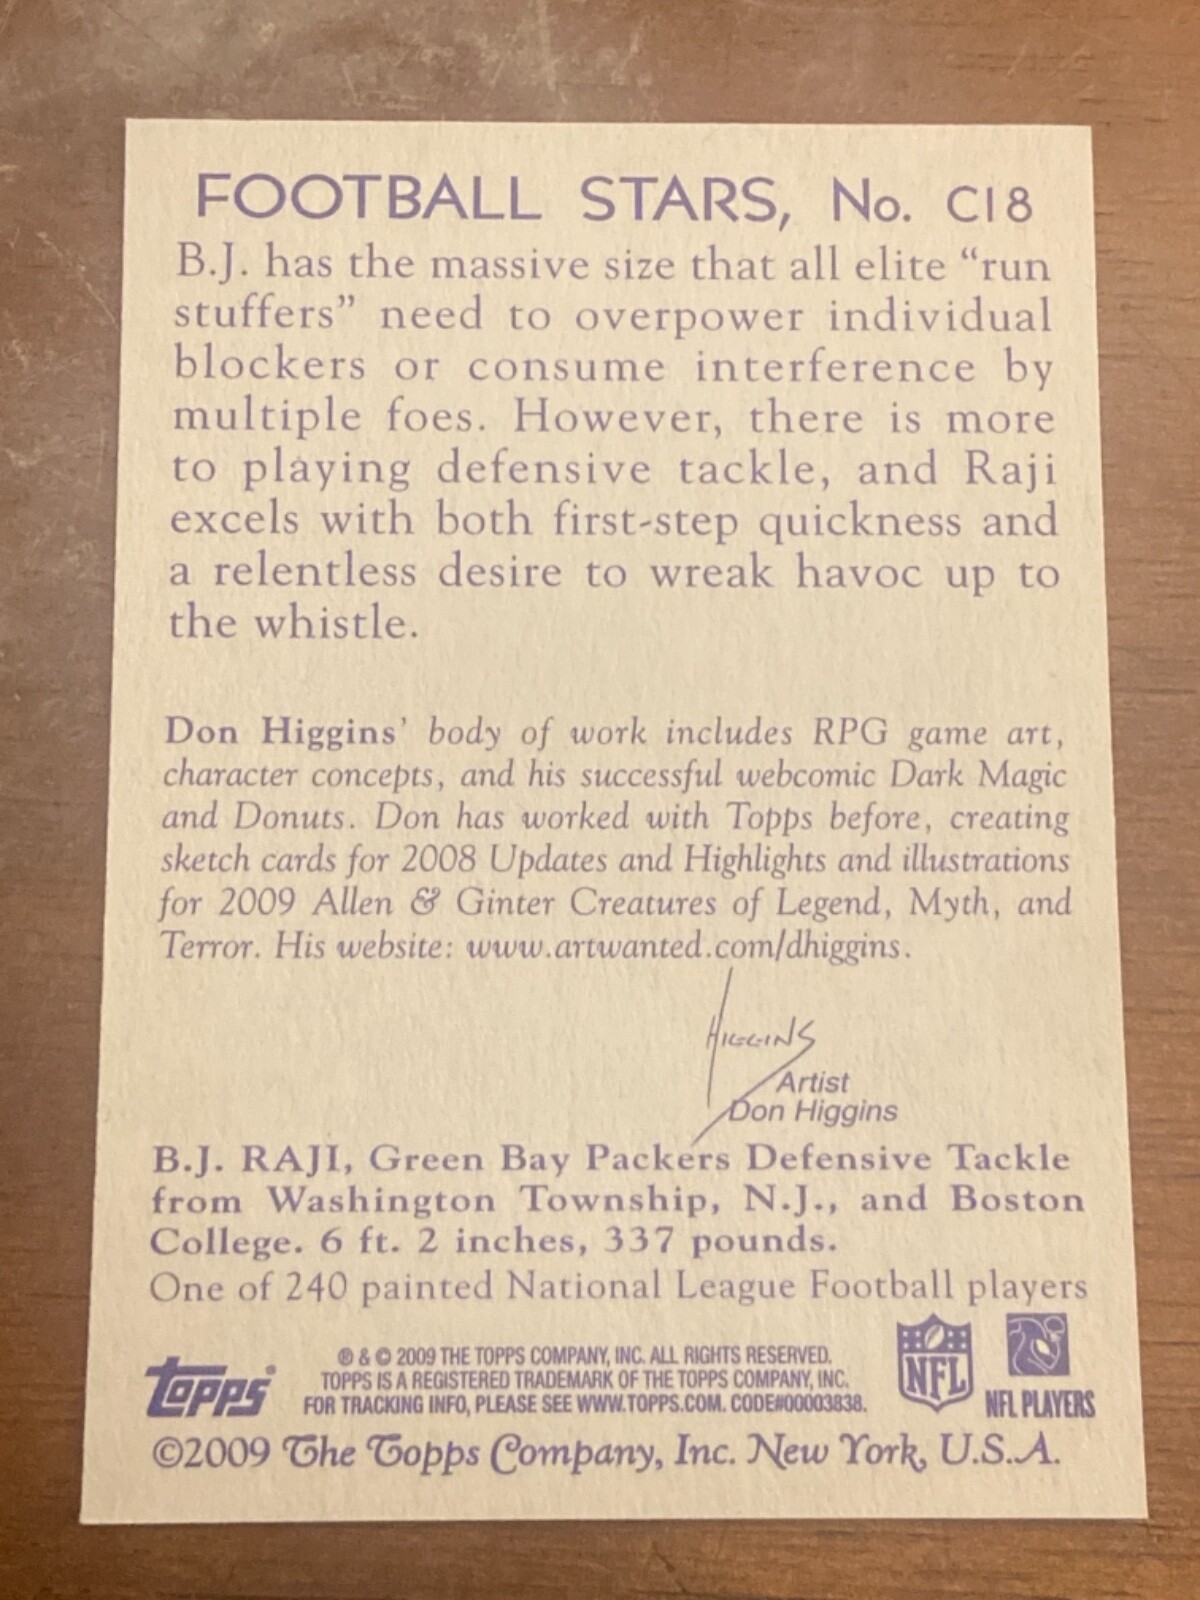 FOOTBALL STARS, No. C18
B.J. has the massive size that all elite “run
stuffers” need to overpower individual
blockers or consume interference by
multiple foes. However, there is more
to playing defensive tackle, and Raji
excels with both first-step quickness and
a relentless desire to wreak havoc up to
the whistle.
Don Higgins’ body of work includes RPG game art,
character concepts, and his successful webcomic Dark Magic
and Donuts. Don has worked with Topps before, creating
sketch cards for 2008 Updates and Highlights and illustrations
for 2009 Allen & Ginter Creatures of Legend, Myth, and
Terror. His website: www.artwanted.com/dhiggins.
HIGGINS
Artist
Don Higgins
B.J. RAJI, Green Bay Packers Defensive Tackle
from Washington Township, N.J., and Boston
College. 6 ft. 2 inches, 337 pounds.
One of 240 painted National League Football players
topps®
® & © 2009 THE TOPPS COMPANY, INC. ALL RIGHTS RESERVED.
TOPPS IS A REGISTERED TRADEMARK OF THE TOPPS COMPANY, INC.
FOR TRACKING INFO, PLEASE SEE WWW.TOPPS.COM. CODE#00003838.
NFL
NFL PLAYERS
©2009 The Topps Company, Inc. New York, U.S.A.